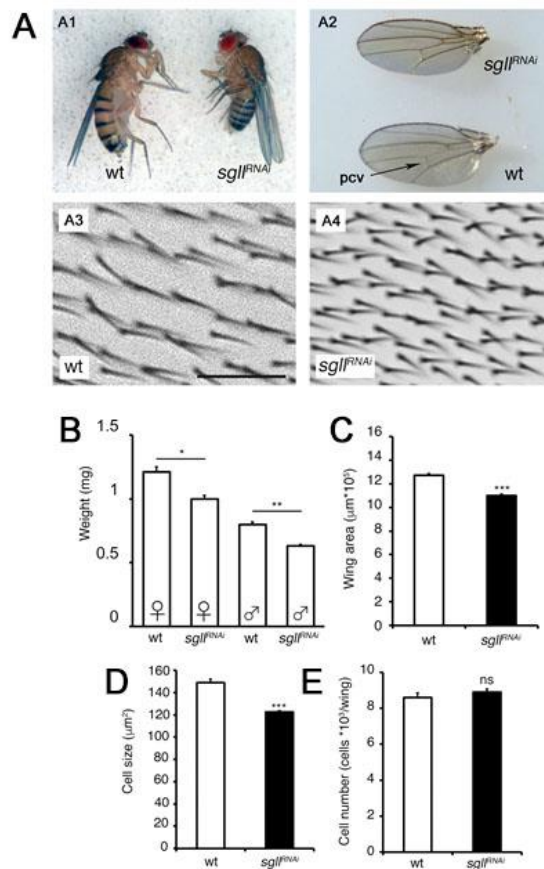 A
A1
wt
sgll^RNAi
A2
sgll^RNAi
pcv
wt
A3
wt
A4
sgll^RNAi
B
Weight (mg)
1.5
1
0.5
0
*
**
♀ ♀ ♂ ♂
wt sgll^RNAi wt sgll^RNAi
C
Wing area (µm*10⁵)
16
14
12
10
8
6
4
2
0
***
wt sgll^RNAi
D
Cell size (µm²)
160
140
120
100
80
60
40
20
0
***
wt sgll^RNAi
E
Cell number (cells *10³/wing)
10
8
6
4
2
0
ns
wt sgll^RNAi